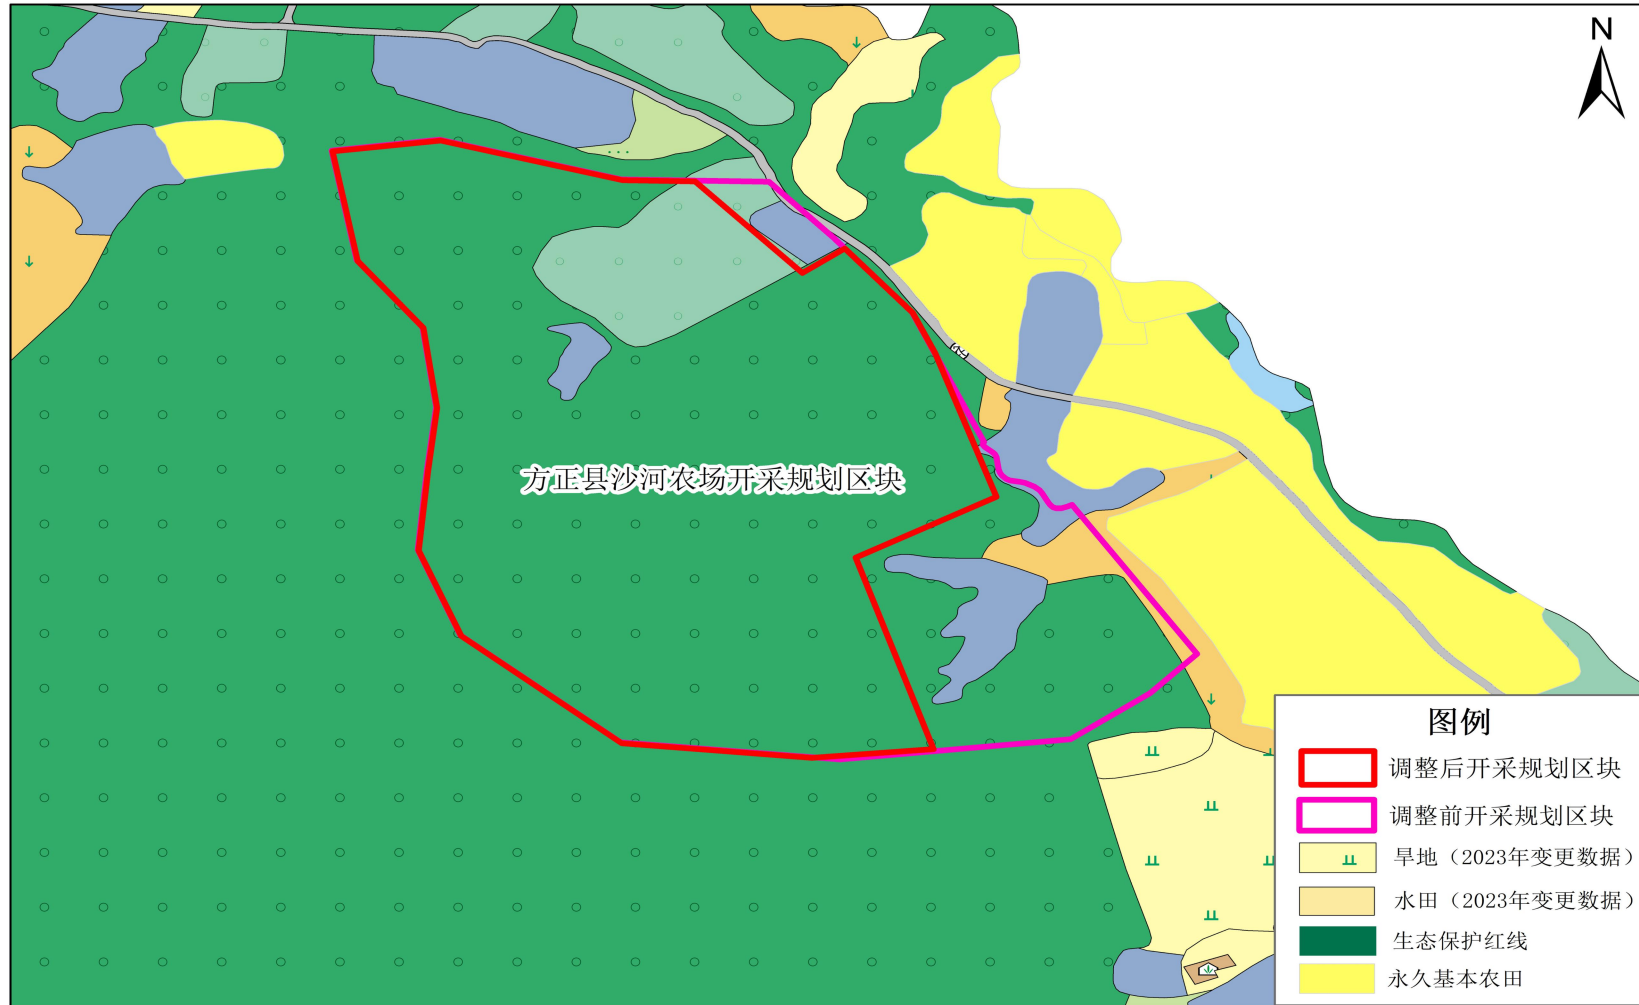 N
方正县沙河农场开采规划区块
图例
调整后开采规划区块
调整前开采规划区块
旱地（2023年变更数据）
水田（2023年变更数据）
生态保护红线
永久基本农田